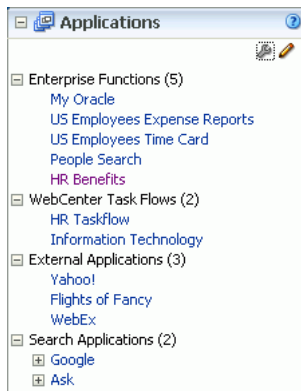 Applications
Enterprise Functions (5)
My Oracle
US Employees Expense Reports
US Employees Time Card
People Search
HR Benefits
WebCenter Task Flows (2)
HR Taskflow
Information Technology
External Applications (3)
Yahoo!
Flights of Fancy
WebEx
Search Applications (2)
Google
Ask